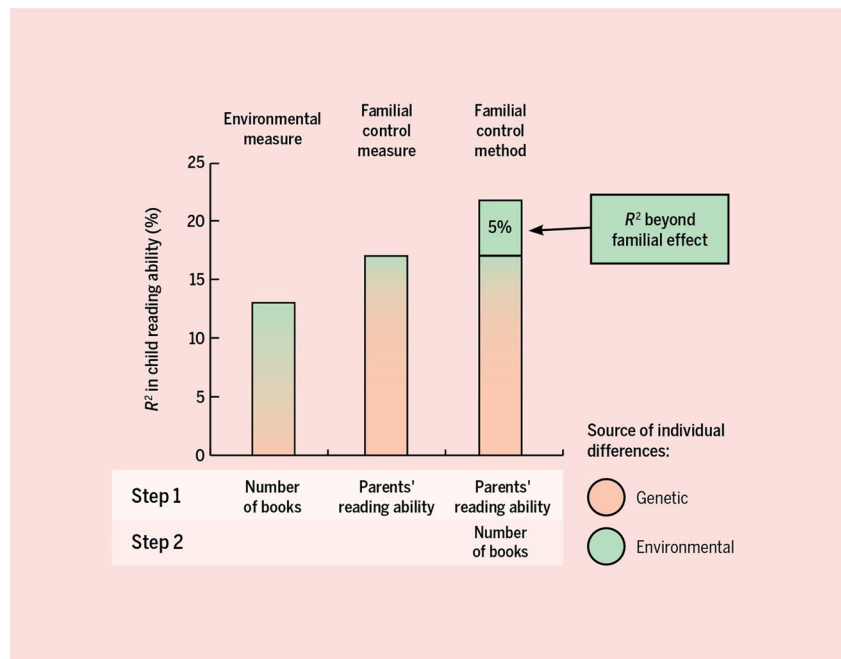 Environmental
measure
Familial
control
measure
Familial
control
method
R² in child reading ability (%)
25
20
15
10
5
0
5%
R² beyond
familial effect
Step 1
Number
of books
Parents'
reading ability
Parents'
reading ability
Step 2
Number
of books
Source of individual
differences:
Genetic
Environmental